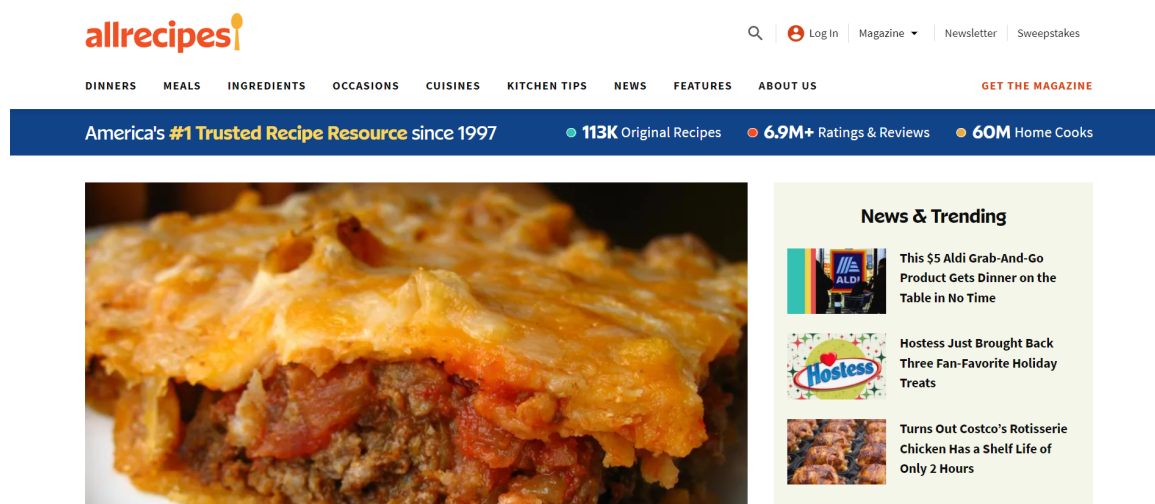 allrecipes
Log In
Magazine
Newsletter
Sweepstakes
DINNERS
MEALS
INGREDIENTS
OCCASIONS
CUISINES
KITCHEN TIPS
NEWS
FEATURES
ABOUT US
GET THE MAGAZINE
America's #1 Trusted Recipe Resource since 1997
113K Original Recipes
6.9M+ Ratings & Reviews
60M Home Cooks
News & Trending
ALDI
This $5 Aldi Grab-And-Go
Product Gets Dinner on the
Table in No Time
Hostess
Hostess Just Brought Back
Three Fan-Favorite Holiday
Treats
Turns Out Costco’s Rotisserie
Chicken Has a Shelf Life of
Only 2 Hours